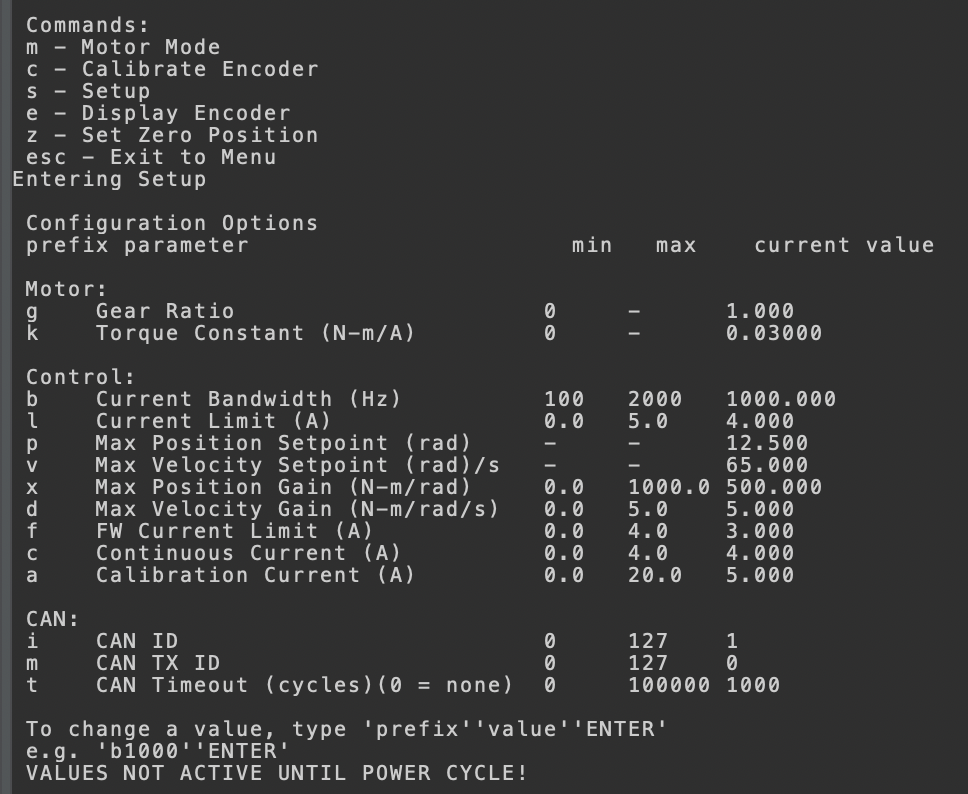 Commands:
m – Motor Mode
c – Calibrate Encoder
s – Setup
e – Display Encoder
z – Set Zero Position
esc – Exit to Menu
Entering Setup
Configuration Options
prefix parameter min max current value
Motor:
g Gear Ratio 0 – 1.000
k Torque Constant (N–m/A) 0 – 0.03000
Control:
b Current Bandwidth (Hz) 100 2000 1000.000
l Current Limit (A) 0.0 5.0 4.000
p Max Position Setpoint (rad) – – 12.500
v Max Velocity Setpoint (rad)/s – – 65.000
x Max Position Gain (N–m/rad) 0.0 1000.0 500.000
d Max Velocity Gain (N–m/rad/s) 0.0 5.0 5.000
f FW Current Limit (A) 0.0 4.0 3.000
c Continuous Current (A) 0.0 4.0 4.000
a Calibration Current (A) 0.0 20.0 5.000
CAN:
i CAN ID 0 127 1
m CAN TX ID 0 127 0
t CAN Timeout (cycles)(0 = none) 0 100000 1000
To change a value, type 'prefix''value''ENTER'
e.g. 'b1000''ENTER'
VALUES NOT ACTIVE UNTIL POWER CYCLE!